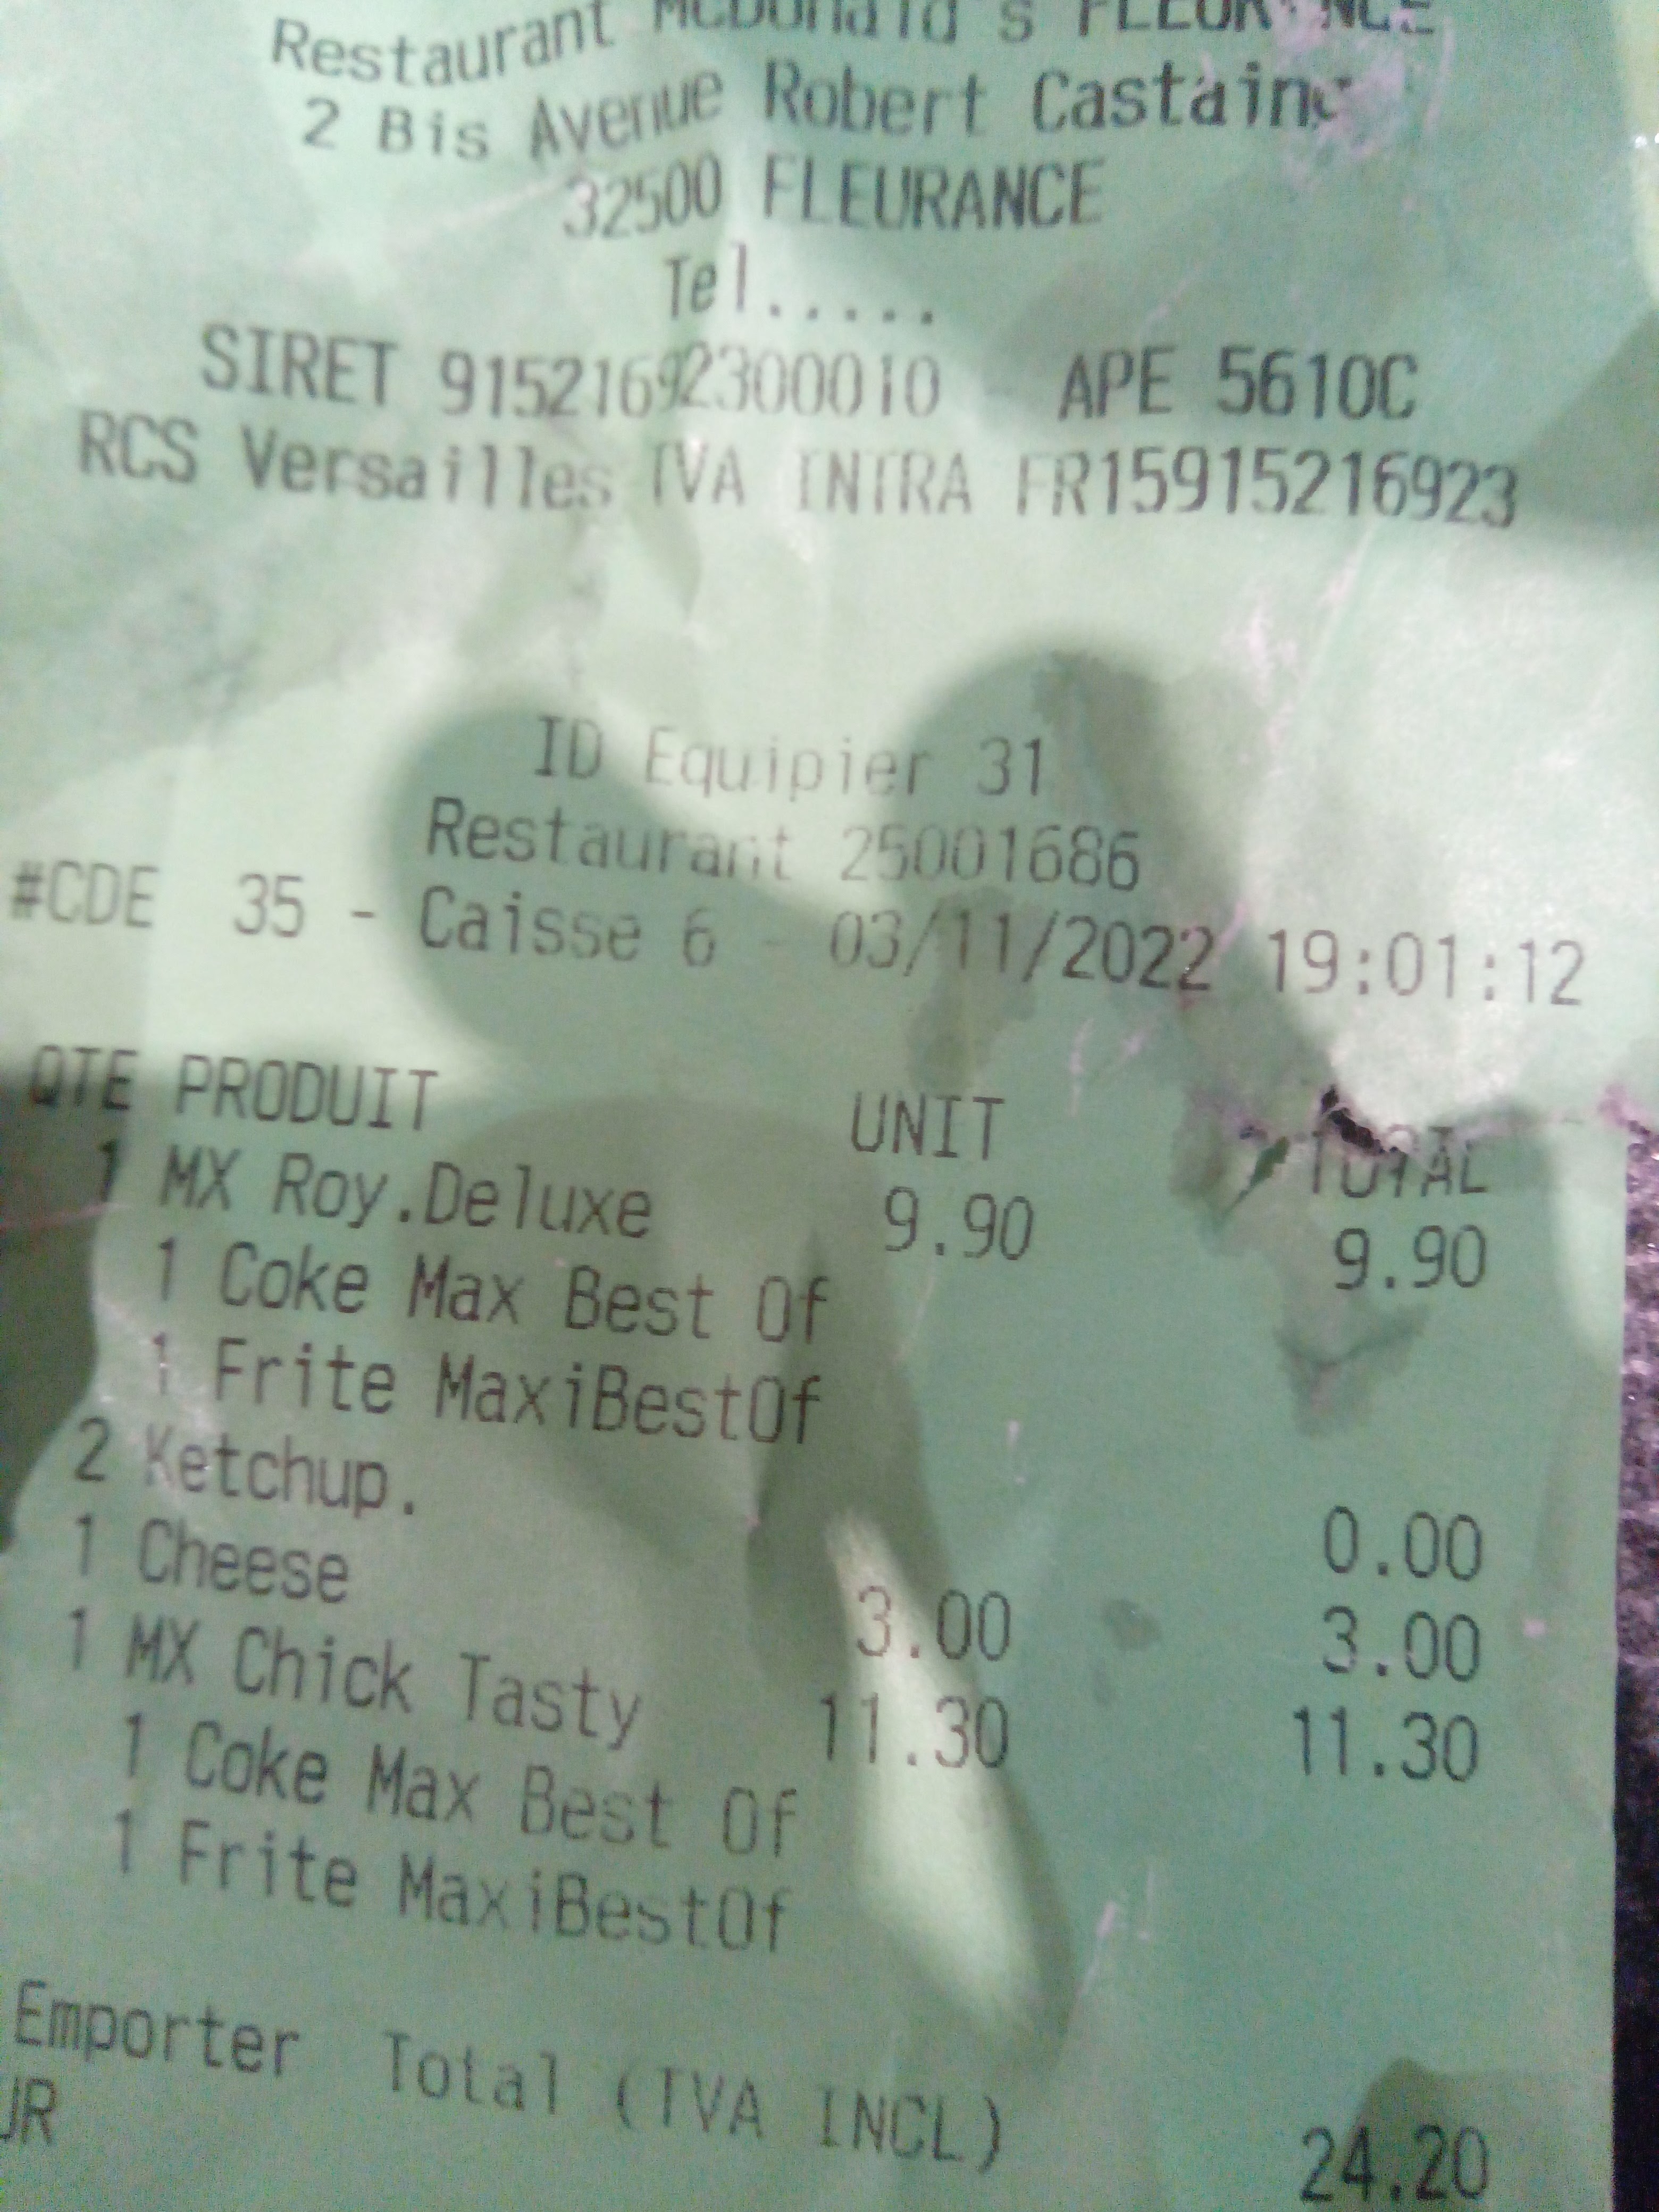 Restaurant McDonald's FLEURANCE
2 Bis Avenue Robert Castaing
32500 FLEURANCE
Tel.....
SIRET 91521692300010 - APE 5610C
RCS Versailles TVA INTRA FR15915216923
ID Equipier 31
Restaurant 25001686
#CDE 35 - Caisse 6 - 03/11/2022 19:01:12
QTE PRODUIT UNIT TOTAL
1 MX Roy.Deluxe 9.90 9.90
1 Coke Max Best Of
1 Frite MaxiBestOf
2 Ketchup. 0.00
1 Cheese 3.00 3.00
1 MX Chick Tasty 11.30 11.30
1 Coke Max Best Of
1 Frite MaxiBestOf
Emporter Total (TVA INCL) 24.20